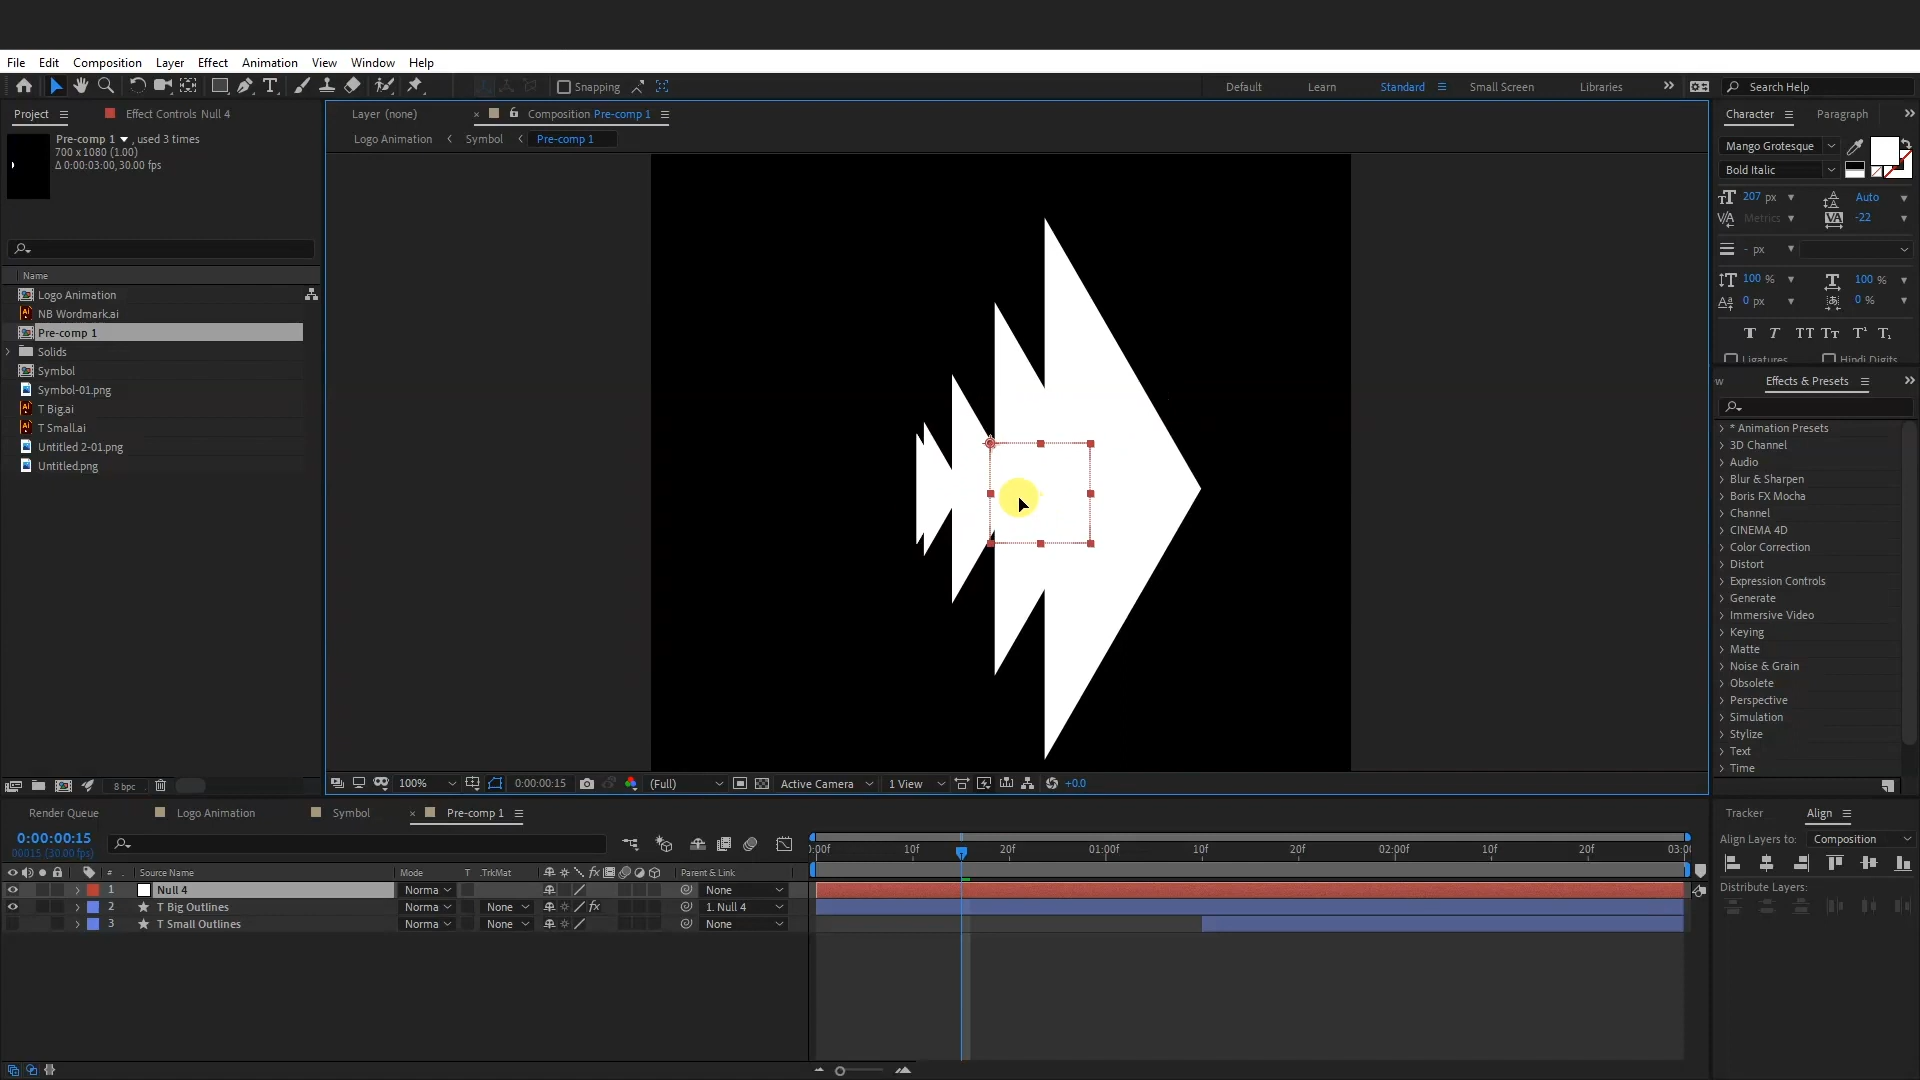 File Edit Composition Layer Effect Animation View Window Help
Snapping Default Learn Standard Small Screen Libraries » Search Help
Project Effect Controls Null 4
Pre-comp 1 , used 3 times
700 x 1080 (1.00)
Δ 0:00:03:00, 30.00 fps
Name
Logo Animation
NB Wordmark.ai
Pre-comp 1
Solids
Symbol
Symbol-01.png
T Big.ai
T Small.ai
Untitled 2-01.png
Untitled.png
8 bpc
Layer (none) × Composition Pre-comp 1
Logo Animation < Symbol < Pre-comp 1
100% 0:00:00:15 (Full) Active Camera 1 View +0.0
Character Paragraph »
Mango Grotesque
Bold Italic
207 px Auto
Metrics -22
- px
100 % 100 %
0 px 0 %
T T TT Tr T¹ T₁
Ligatures Hindi Digits
w Effects & Presets »
* Animation Presets
3D Channel
Audio
Blur & Sharpen
Boris FX Mocha
Channel
CINEMA 4D
Color Correction
Distort
Expression Controls
Generate
Immersive Video
Keying
Matte
Noise & Grain
Obsolete
Perspective
Simulation
Stylize
Text
Time
Render Queue Logo Animation Symbol × Pre-comp 1
0:00:00:15
00015 (30.00 fps)
:00f 10f 20f 01:00f 10f 20f 02:00f 10f 20f 03:00
# Source Name Mode T .TrkMat fx Parent & Link
1 Null 4 Norma None
2 T Big Outlines Norma None fx 1. Null 4
3 T Small Outlines Norma None None
Tracker Align
Align Layers to: Composition
Distribute Layers: